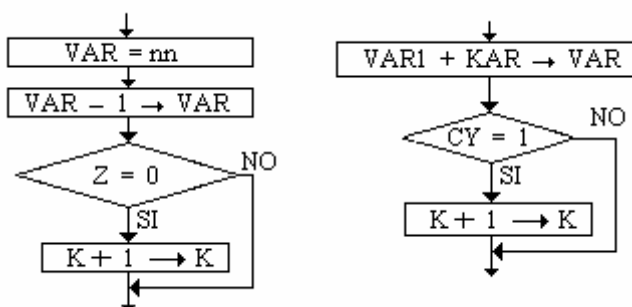 VAR = nn
VAR - 1 → VAR
Z = 0
NO
SI
K + 1 → K
VAR1 + KAR → VAR
CY = 1
NO
SI
K + 1 → K